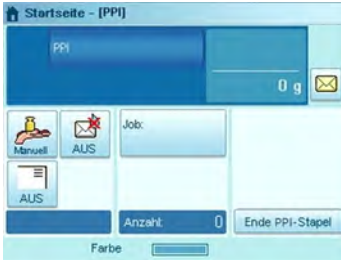 Startseite - [PPI]
PPI
0 g
Manuell
AUS
Job:
AUS
Anzahl: 0
Ende PPI-Stapel
Farbe